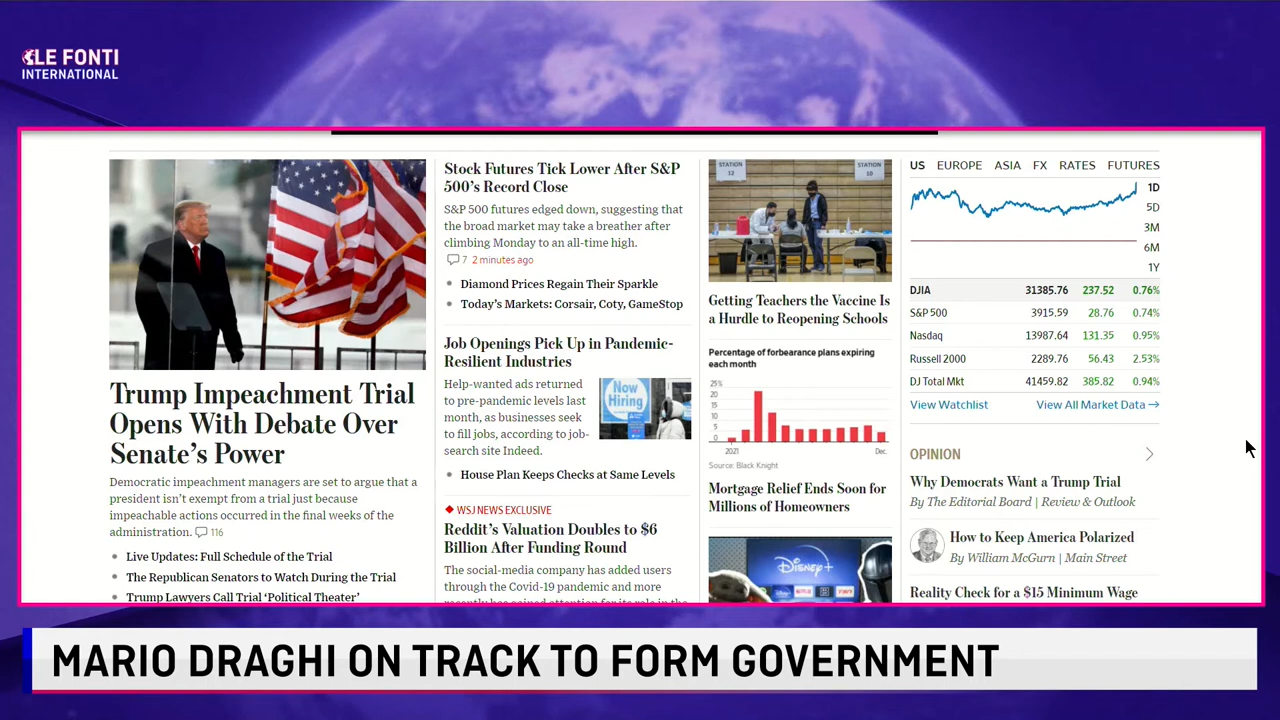 LE FONTI
INTERNATIONAL
Trump Impeachment Trial
Opens With Debate Over
Senate's Power
Democratic impeachment managers are set to argue that a
president isn't exempt from a trial just because
impeachable actions occurred in the final weeks of the
administration. 116
Live Updates: Full Schedule of the Trial
The Republican Senators to Watch During the Trial
Trump Lawyers Call Trial 'Political Theater'
Stock Futures Tick Lower After S&P
500's Record Close
S&P 500 futures edged down, suggesting that
the broad market may take a breather after
climbing Monday to an all-time high.
7 2 minutes ago
Diamond Prices Regain Their Sparkle
Today's Markets: Corsair, Coty, GameStop
Job Openings Pick Up in Pandemic-
Resilient Industries
Help-wanted ads returned
to pre-pandemic levels last
month, as businesses seek
to fill jobs, according to job-
search site Indeed.
Now
Hiring
House Plan Keeps Checks at Same Levels
WSJ NEWS EXCLUSIVE
Reddit's Valuation Doubles to $6
Billion After Funding Round
The social-media company has added users
through the Covid-19 pandemic and more
recently has gained attention for its role in the
STATION
12
STATION
10
Getting Teachers the Vaccine Is
a Hurdle to Reopening Schools
Percentage of forbearance plans expiring
each month
25%
20
15
10
5
0
2021 Dec.
Source: Black Knight
Mortgage Relief Ends Soon for
Millions of Homeowners
Disney+
NETFLIX
US EUROPE ASIA FX RATES FUTURES
1D
5D
3M
6M
1Y
DJIA 31385.76 237.52 0.76%
S&P 500 3915.59 28.76 0.74%
Nasdaq 13987.64 131.35 0.95%
Russell 2000 2289.76 56.43 2.53%
DJ Total Mkt 41459.82 385.82 0.94%
View Watchlist View All Market Data →
OPINION
Why Democrats Want a Trump Trial
By The Editorial Board | Review & Outlook
How to Keep America Polarized
By William McGurn | Main Street
Reality Check for a $15 Minimum Wage
MARIO DRAGHI ON TRACK TO FORM GOVERNMENT